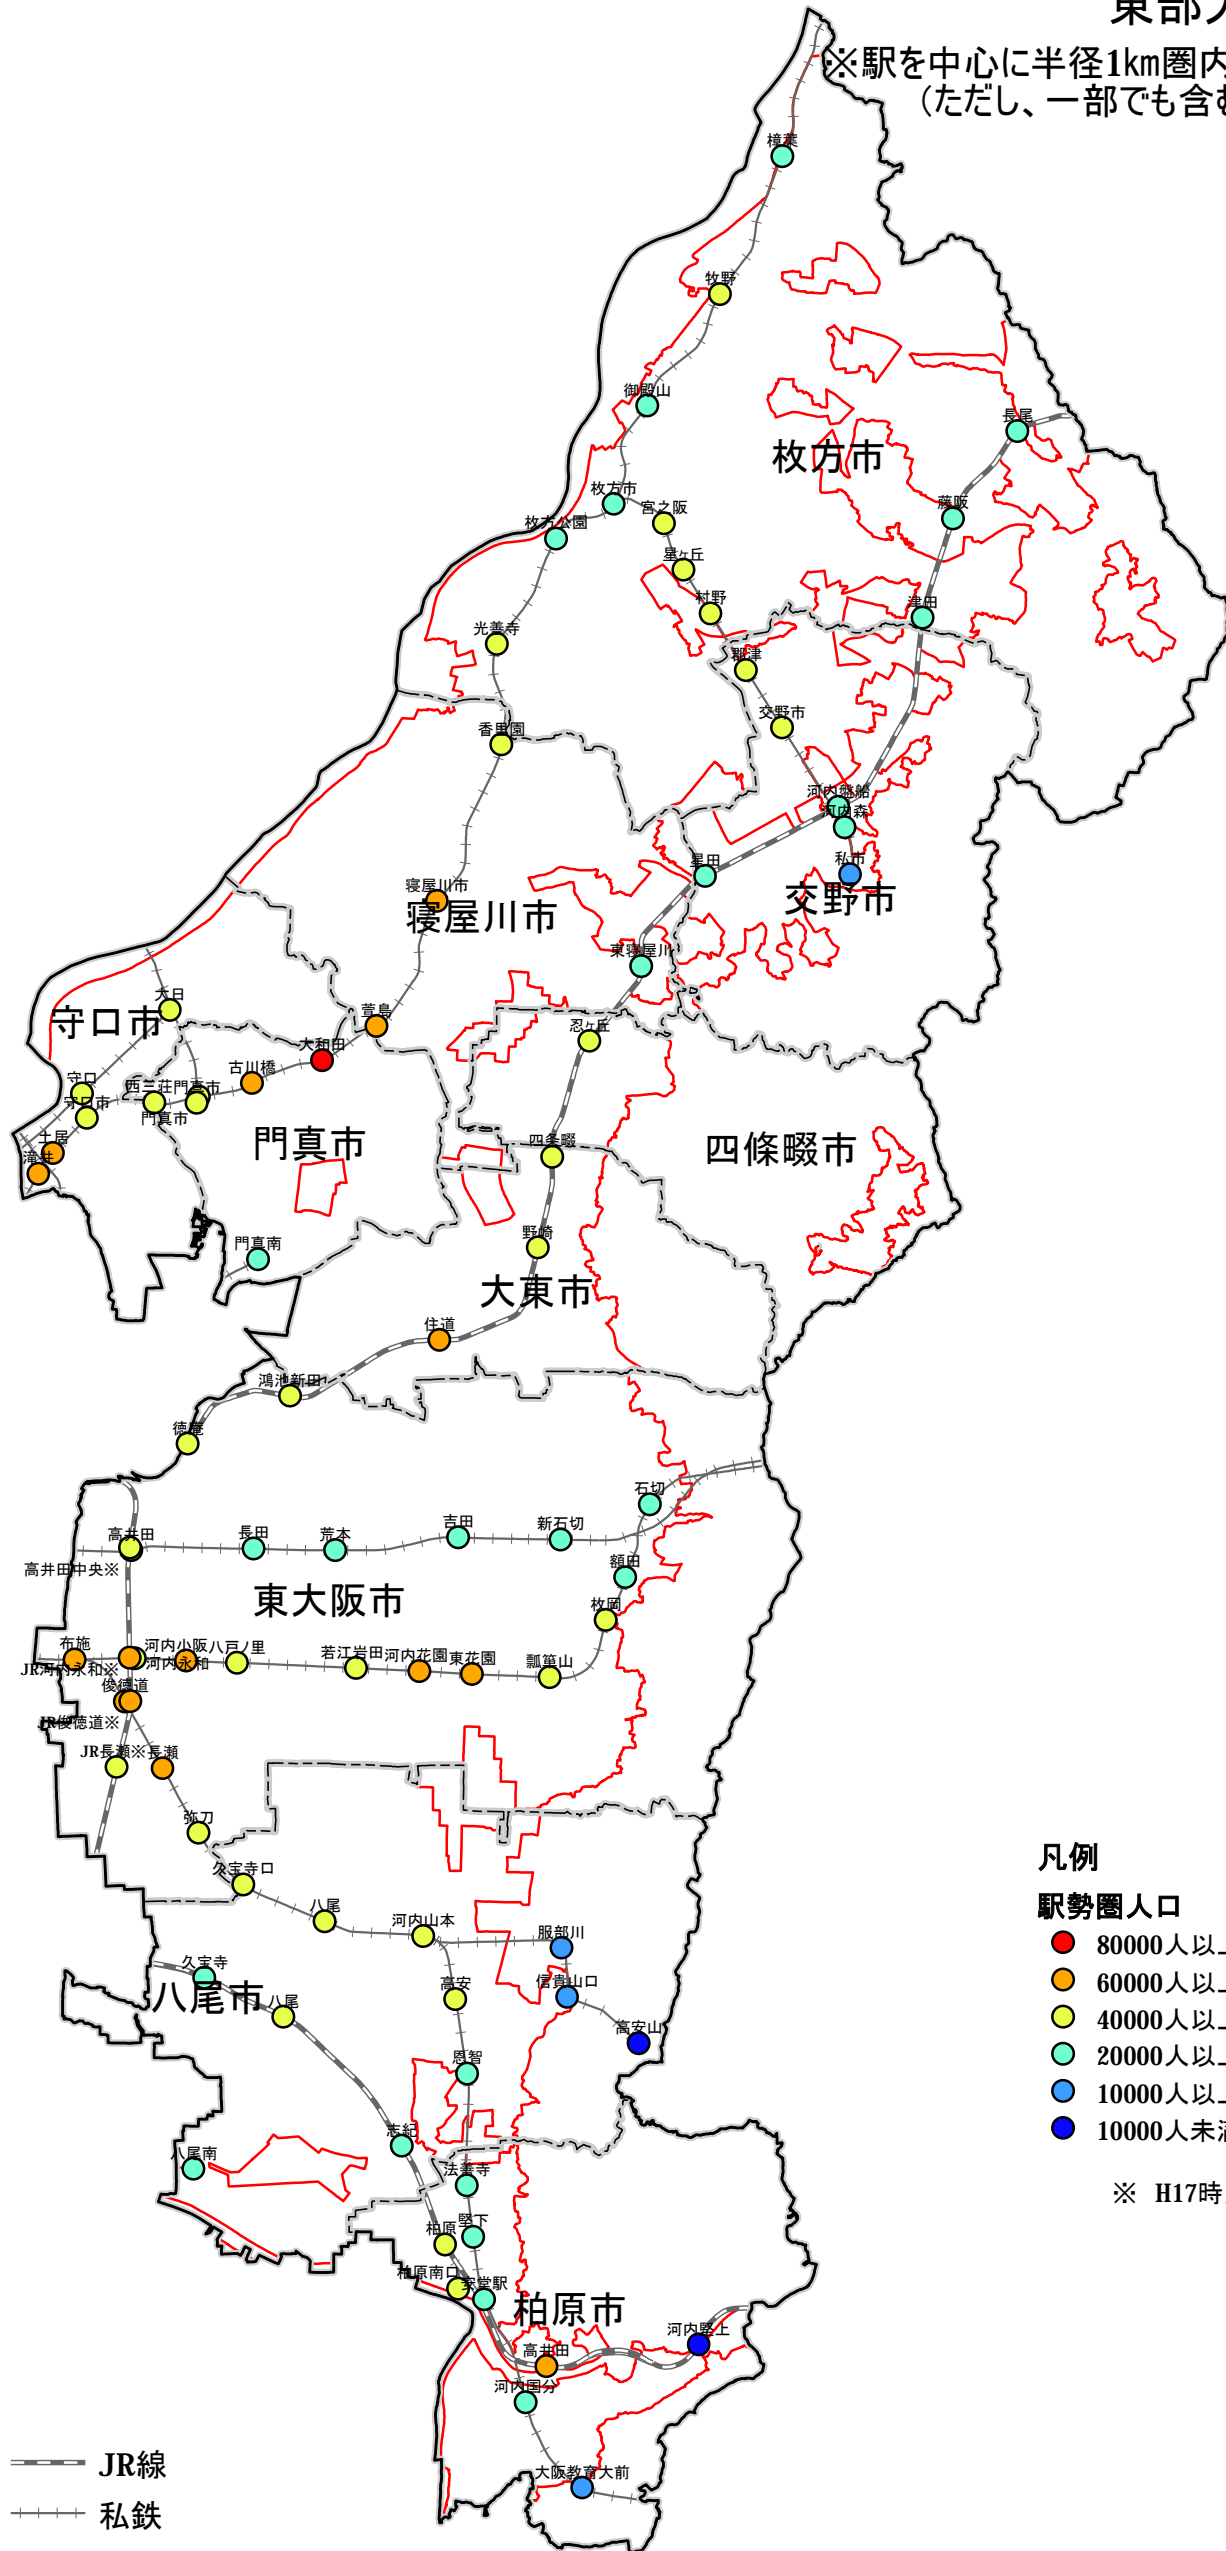 東部
※駅を中心に半径1km圏内
(ただし、一部でも含む
樟葉
牧野
御殿山
長尾
枚方市
枚方市
宮之阪
藤阪
枚方公園
星ヶ丘
村野
津田
光善寺
郡津
交野市
香里園
河内盤船
河内森
星田
私市
交野市
寝屋川市
寝屋川市
東寝屋川
大日
守口市
萱島
忍ヶ丘
大和田
古川橋
守口
西三荘
門真市
守口市
門真市
土居
門真市
四条畷
四條畷市
滝井
門真南
野崎
大東市
住道
鴻池新田
徳庵
石切
高井田
長田
荒本
吉田
新石切
高井田中央※
額田
東大阪市
枚岡
布施
河内小阪
八戸ノ里
若江岩田
河内花園
東花園
瓢箪山
JR河内永和※
河内永和
俊徳道
JR俊徳道※
JR長瀬※
長瀬
弥刀
久宝寺口
八尾
河内山本
服部川
久宝寺
信貴山口
高安
八尾市
八尾
高安山
恩智
志紀
八尾南
法善寺
柏原
堅下
柏原南口
安堂駅
柏原市
河内堅上
高井田
河内国分
大阪教育大前
凡例
駅勢圏人口
80000人以上
60000人以上
40000人以上
20000人以上
10000人以上
10000人未満
※ H17時
JR線
私鉄